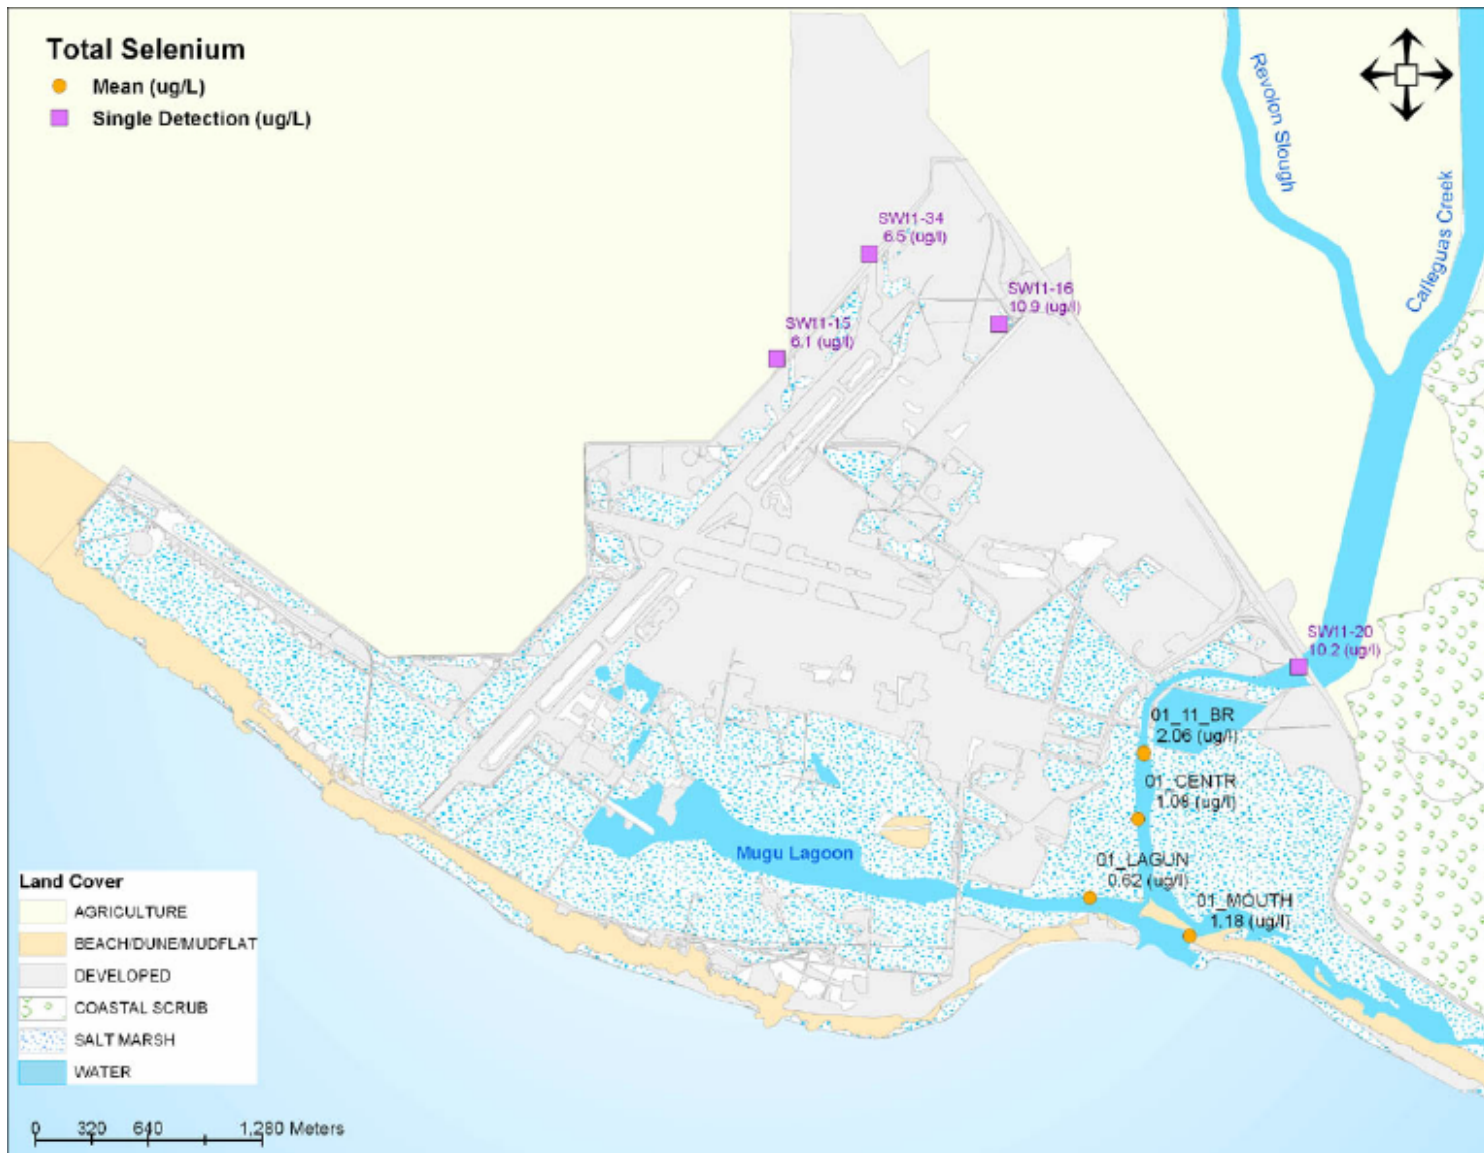 Total Selenium
Mean (ug/L)
Single Detection (ug/L)
Revolon Slough
Calleguas Creek
SW11-34
6.5 (ug/l)
SW11-16
10.9 (ug/l)
SW11-15
6.1 (ug/l)
SW11-20
10.2 (ug/l)
01_11_BR
2.06 (ug/l)
01_CENTR
1.08 (ug/l)
Mugu Lagoon
01_LAGUN
0.62 (ug/l)
01_MOUTH
1.18 (ug/l)
Land Cover
AGRICULTURE
BEACH/DUNE/MUDFLAT
DEVELOPED
COASTAL SCRUB
SALT MARSH
WATER
0 320 640 1,280 Meters